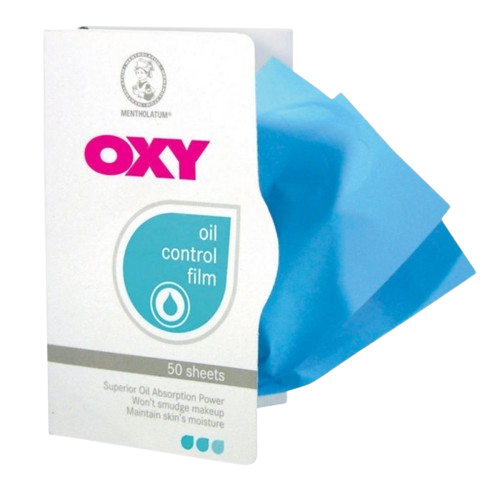 MENTHOLATUM®
OXY
oil
control
film
50 sheets
Superior Oil Absorption Power
Won't smudge makeup
Maintain skin's moisture